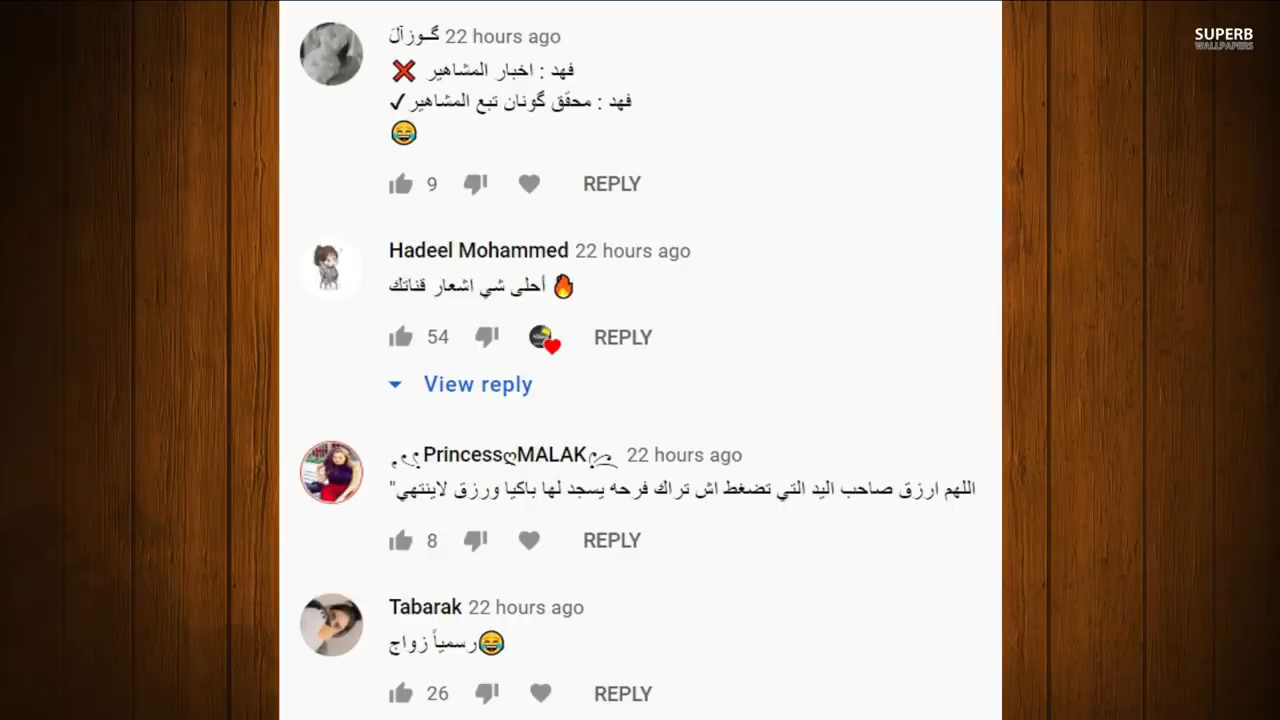 SUPERB
WALLPAPERS
گـوزآلَ 22 hours ago
فهد : اخبار المشاهير ❌
فهد : محقق گونان تبع المشاهير✔
😂
9 REPLY
Hadeel Mohammed 22 hours ago
أحلى شي اشعار قناتك 🔥
54 REPLY
View reply
PrincessღMALAK 22 hours ago
اللهم ارزق صاحب اليد التي تضغط اش تراك فرحه يسجد لها باكيا ورزق لاينتهي"
8 REPLY
Tabarak 22 hours ago
رسمياً زواج😂
26 REPLY